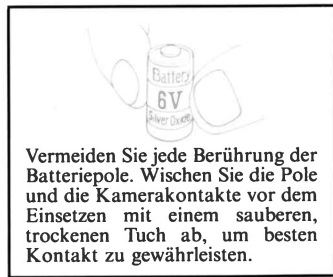 Battery
6V
Silver Oxide
Vermeiden Sie jede Berührung der
Batteriepole. Wischen Sie die Pole
und die Kamerakontakte vor dem
Einsetzen mit einem sauberen,
trockenen Tuch ab, um besten
Kontakt zu gewährleisten.